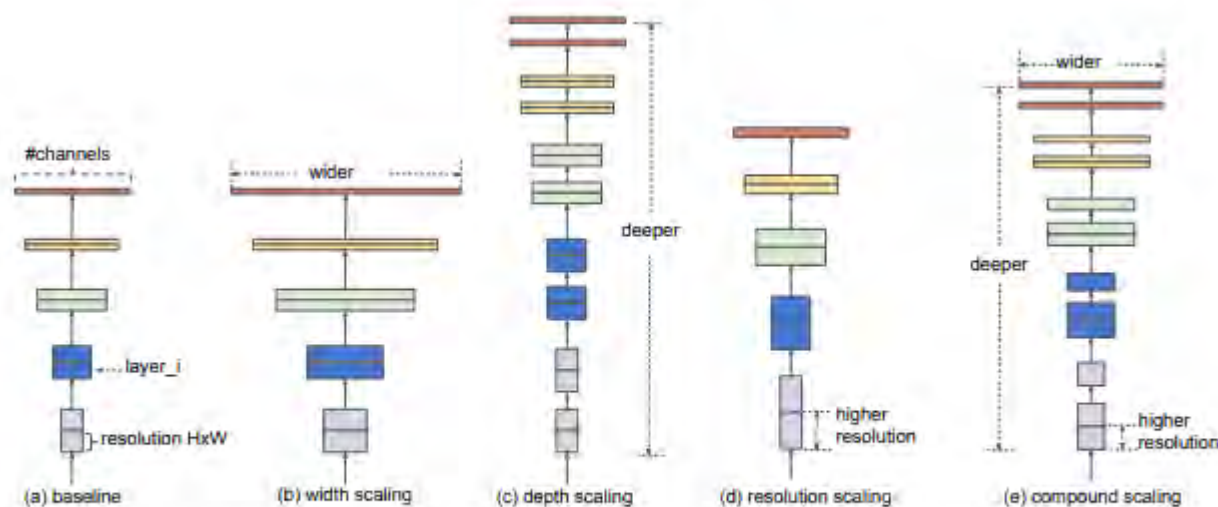 #channels
layer_i
resolution HxW
(a) baseline
wider
(b) width scaling
deeper
(c) depth scaling
higher
resolution
(d) resolution scaling
wider
deeper
higher
resolution
(e) compound scaling